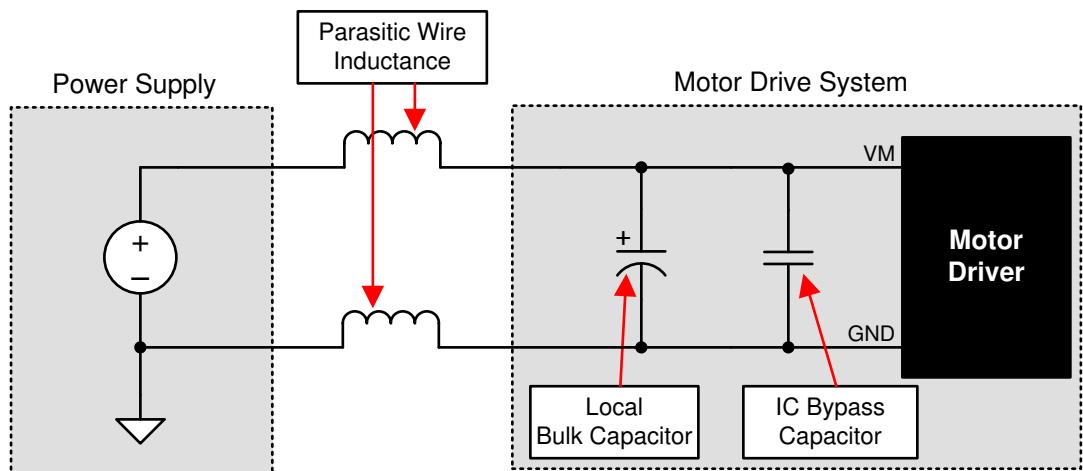 Parasitic Wire
Inductance
Power Supply
Motor Drive System
VM
+
–
+
Motor
Driver
GND
Local
Bulk Capacitor
IC Bypass
Capacitor